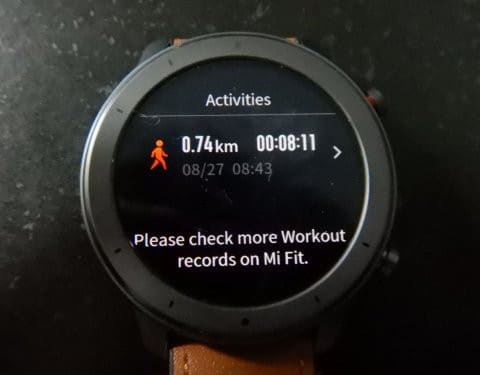 Activities
0.74km 00:08:11
08/27 08:43
Please check more Workout
records on Mi Fit.